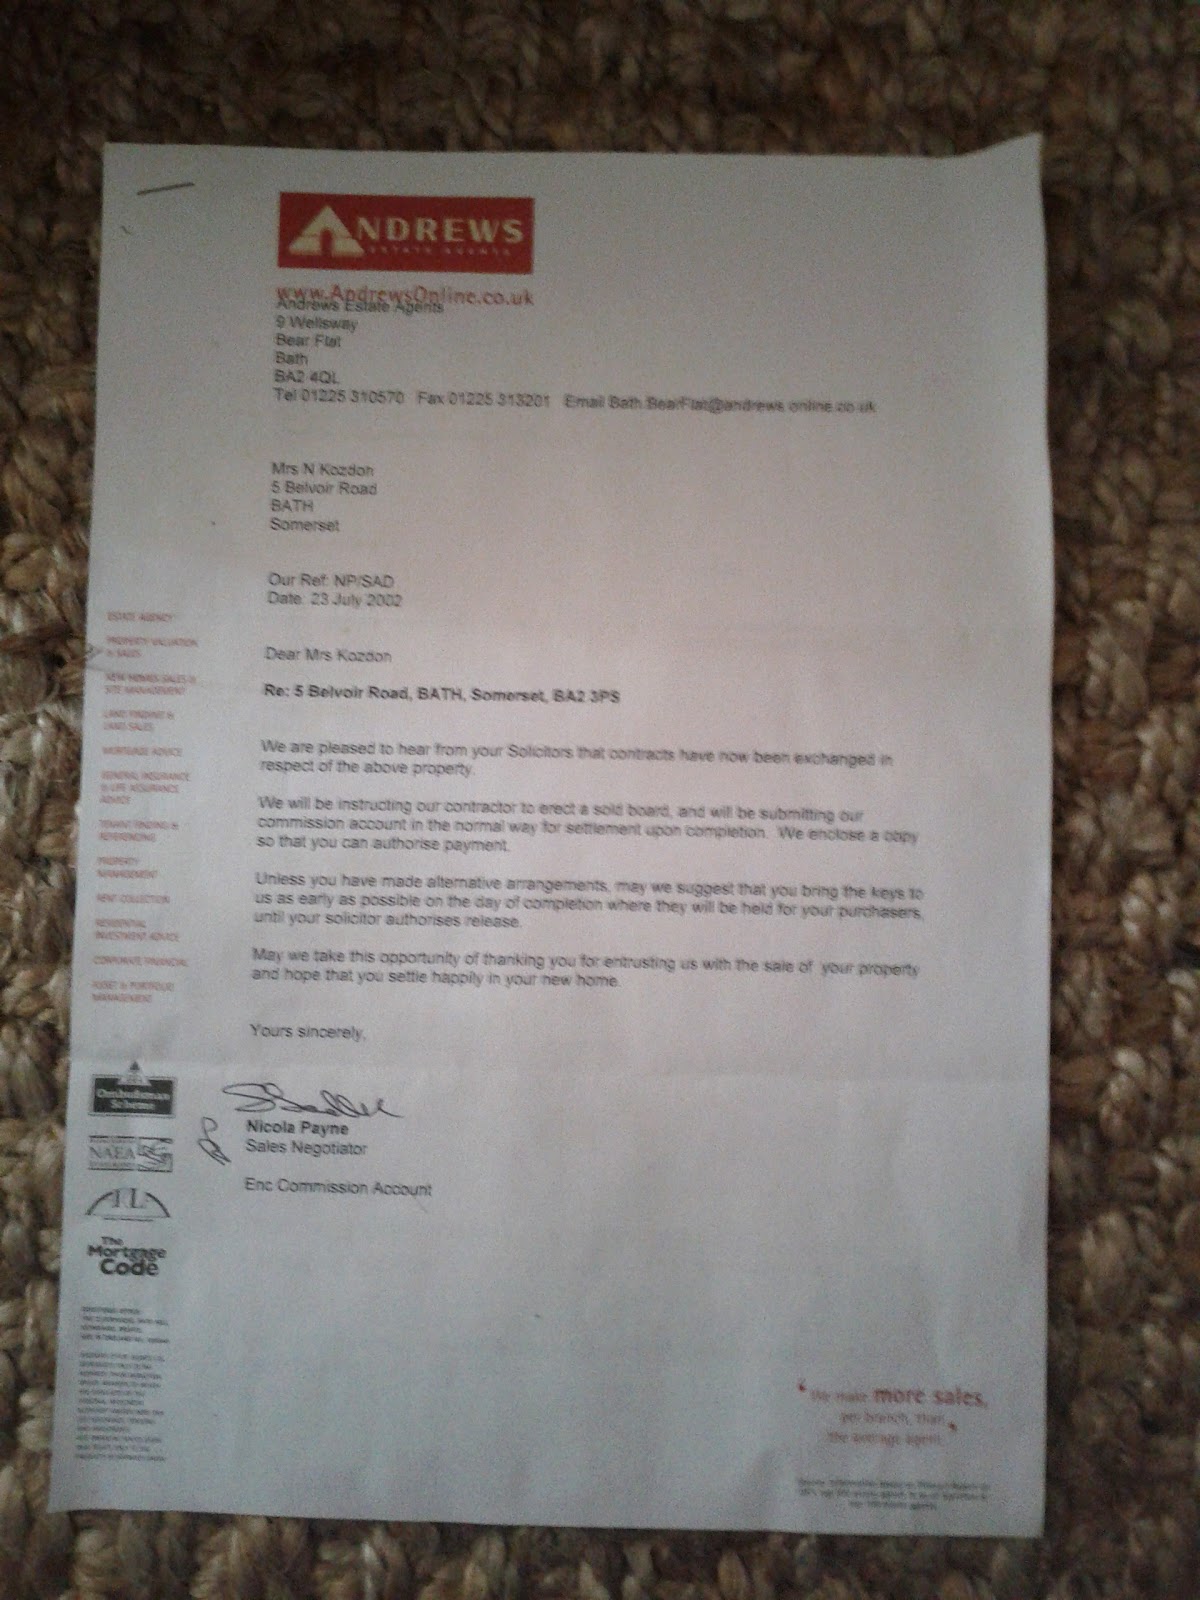 ANDREWS
ESTATE AGENTS
www.AndrewsOnline.co.uk
Andrews Estate Agents
9 Wellsway
Bear Flat
Bath
BA2 4QL
Tel 01225 310570 Fax 01225 313201 Email Bath.BearFlat@andrews.online.co.uk
Mrs N Kozdon
5 Belvoir Road
BATH
Somerset
Our Ref: NP/SAD
Date: 23 July 2002
Dear Mrs Kozdon
Re: 5 Belvoir Road, BATH, Somerset, BA2 3PS
We are pleased to hear from your Solicitors that contracts have now been exchanged in
respect of the above property.
We will be instructing our contractor to erect a sold board, and will be submitting our
commission account in the normal way for settlement upon completion. We enclose a copy
so that you can authorise payment.
Unless you have made alternative arrangements, may we suggest that you bring the keys to
us as early as possible on the day of completion where they will be held for your purchasers,
until your solicitor authorises release.
May we take this opportunity of thanking you for entrusting us with the sale of your property
and hope that you settle happily in your new home.
Yours sincerely,
Nicola Payne
Sales Negotiator
Enc Commission Account
ESTATE AGENCY
PROPERTY VALUATION
& SALES
NEW HOMES SALES &
SITE MANAGEMENT
LAND FINDING &
LAND SALES
MORTGAGE ADVICE
GENERAL INSURANCE
& LIFE ASSURANCE
ADVICE
TENANT FINDING &
REFERENCING
PROPERTY
MANAGEMENT
RENT COLLECTION
RESIDENTIAL
INVESTMENT ADVICE
CORPORATE FINANCIAL
ASSET & PORTFOLIO
MANAGEMENT
Ombudsman
Scheme
NAEA
The
Mortgage
Code
We make more sales,
per branch, than
the average agent.